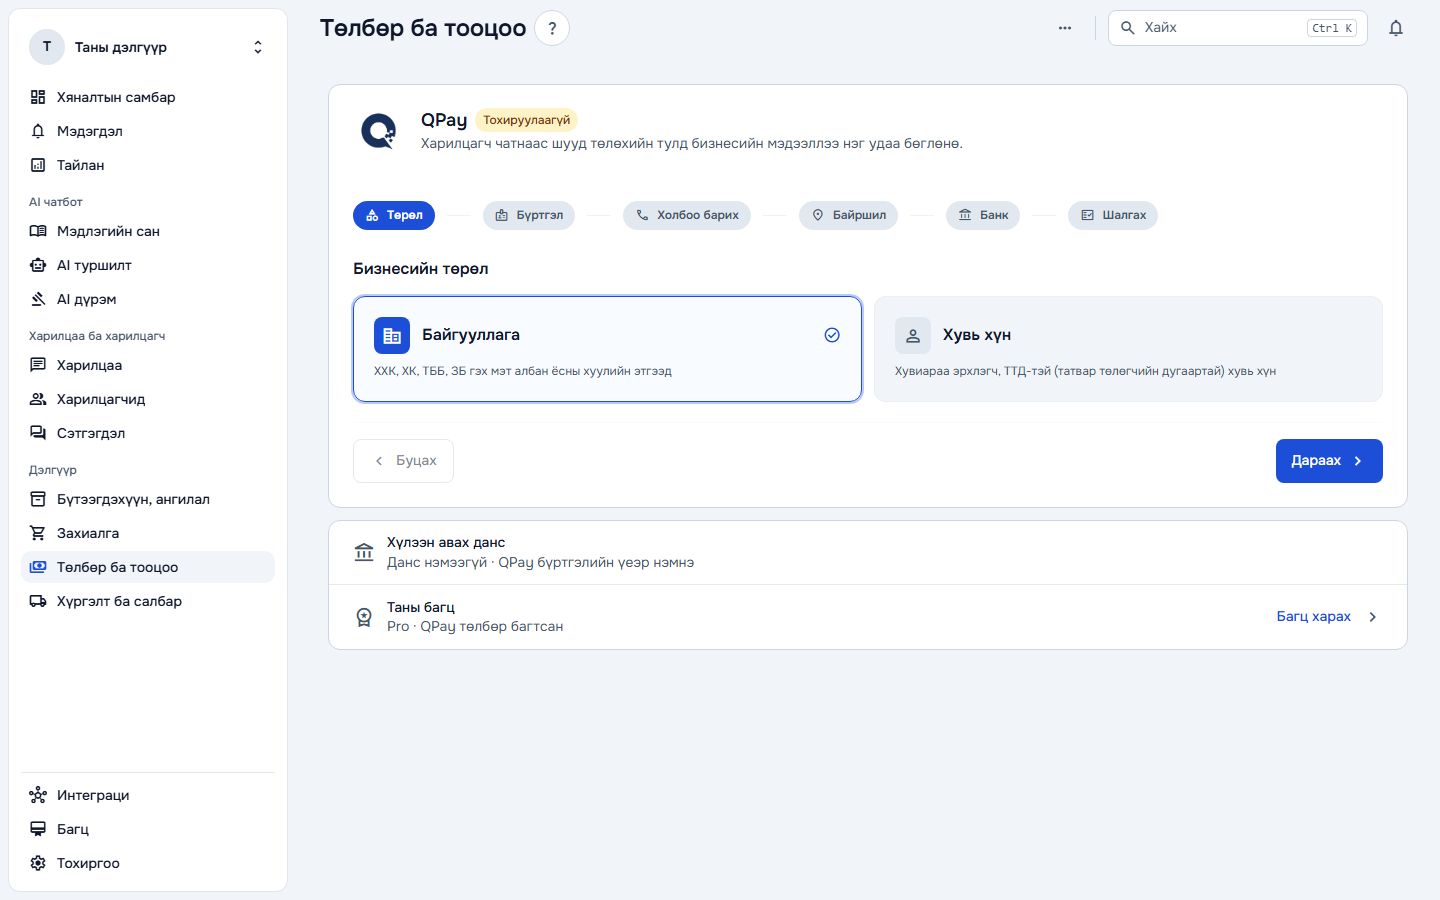 Т
Таны дэлгүүр
Хяналтын самбар
Мэдэгдэл
Тайлан
AI чатбот
Мэдлэгийн сан
AI туршилт
AI дүрэм
Харилцаа ба харилцагч
Харилцаа
Харилцагчид
Сэтгэгдэл
Дэлгүүр
Бүтээгдэхүүн, ангилал
Захиалга
Төлбөр ба тооцоо
Хүргэлт ба салбар
Интеграци
Багц
Тохиргоо
Төлбөр ба тооцоо ?
Хайх Ctrl K
QPay Тохируулаагүй
Харилцагч чатнаас шууд төлөхийн тулд бизнесийн мэдээллээ нэг удаа бөглөнө.
Төрөл Бүртгэл Холбоо барих Байршил Банк Шалгах
Бизнесийн төрөл
Байгууллага
ХХК, ХК, ТББ, ЗБ гэх мэт албан ёсны хуулийн этгээд
Хувь хүн
Хувиараа эрхлэгч, ТТД-тэй (татвар төлөгчийн дугаартай) хувь хүн
Буцах
Дараах
Хүлээн авах данс
Данс нэмээгүй · QPay бүртгэлийн үеэр нэмнэ
Таны багц
Pro · QPay төлбөр багтсан
Багц харах